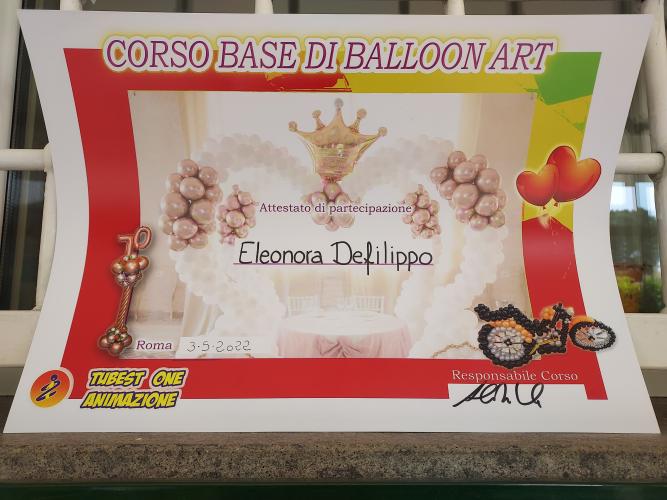 CORSO BASE DI BALLOON ART
Attestato di partecipazione
Eleonora Defilippo
70
Roma 3-5-2022
TUBEST ONE
ANIMAZIONE
Responsabile Corso